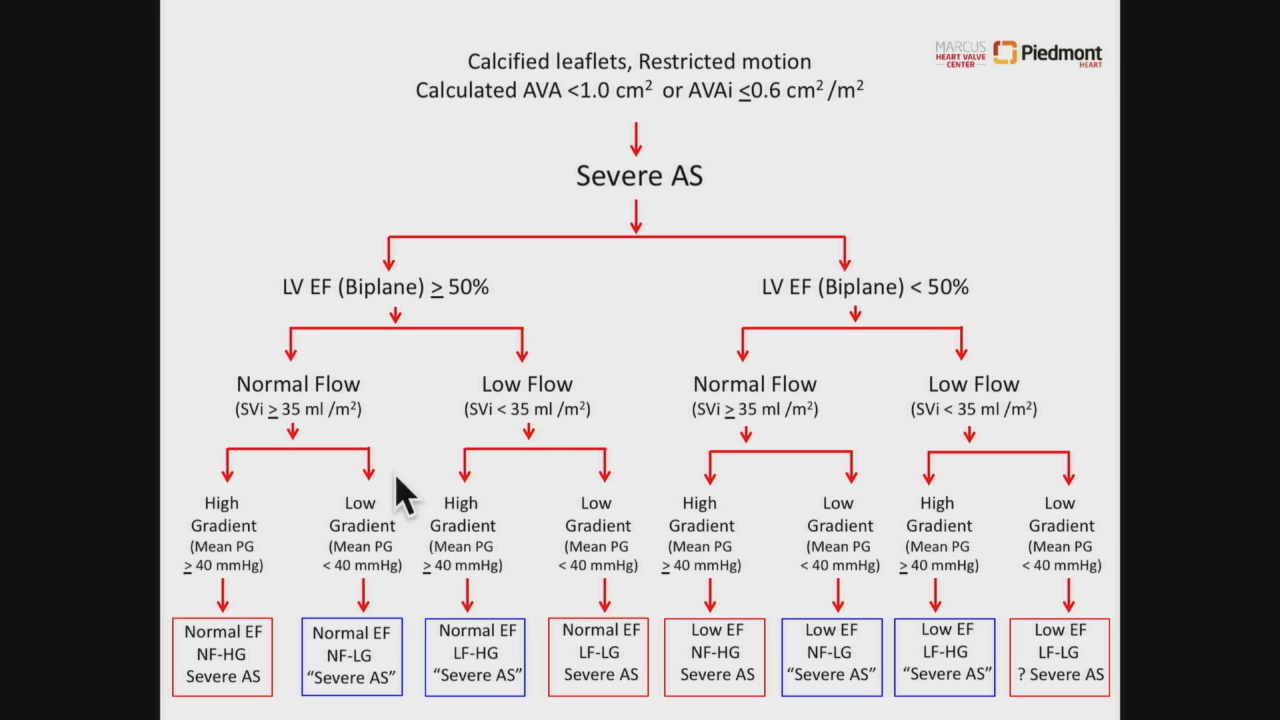 MARCUS
HEART VALVE
CENTER
Piedmont
HEART
Calcified leaflets, Restricted motion
Calculated AVA <1.0 cm² or AVAi ≤0.6 cm²/m²
Severe AS
LV EF (Biplane) ≥ 50%
LV EF (Biplane) < 50%
Normal Flow
(SVi ≥ 35 ml /m²)
Low Flow
(SVi < 35 ml /m²)
Normal Flow
(SVi ≥ 35 ml /m²)
Low Flow
(SVi < 35 ml /m²)
High
Gradient
(Mean PG
≥ 40 mmHg)
Low
Gradient
(Mean PG
< 40 mmHg)
High
Gradient
(Mean PG
≥ 40 mmHg)
Low
Gradient
(Mean PG
< 40 mmHg)
High
Gradient
(Mean PG
≥ 40 mmHg)
Low
Gradient
(Mean PG
< 40 mmHg)
High
Gradient
(Mean PG
≥ 40 mmHg)
Low
Gradient
(Mean PG
< 40 mmHg)
Normal EF
NF-HG
Severe AS
Normal EF
NF-LG
“Severe AS”
Normal EF
LF-HG
“Severe AS”
Normal EF
LF-LG
Severe AS
Low EF
NF-HG
Severe AS
Low EF
NF-LG
“Severe AS”
Low EF
LF-HG
“Severe AS”
Low EF
LF-LG
? Severe AS